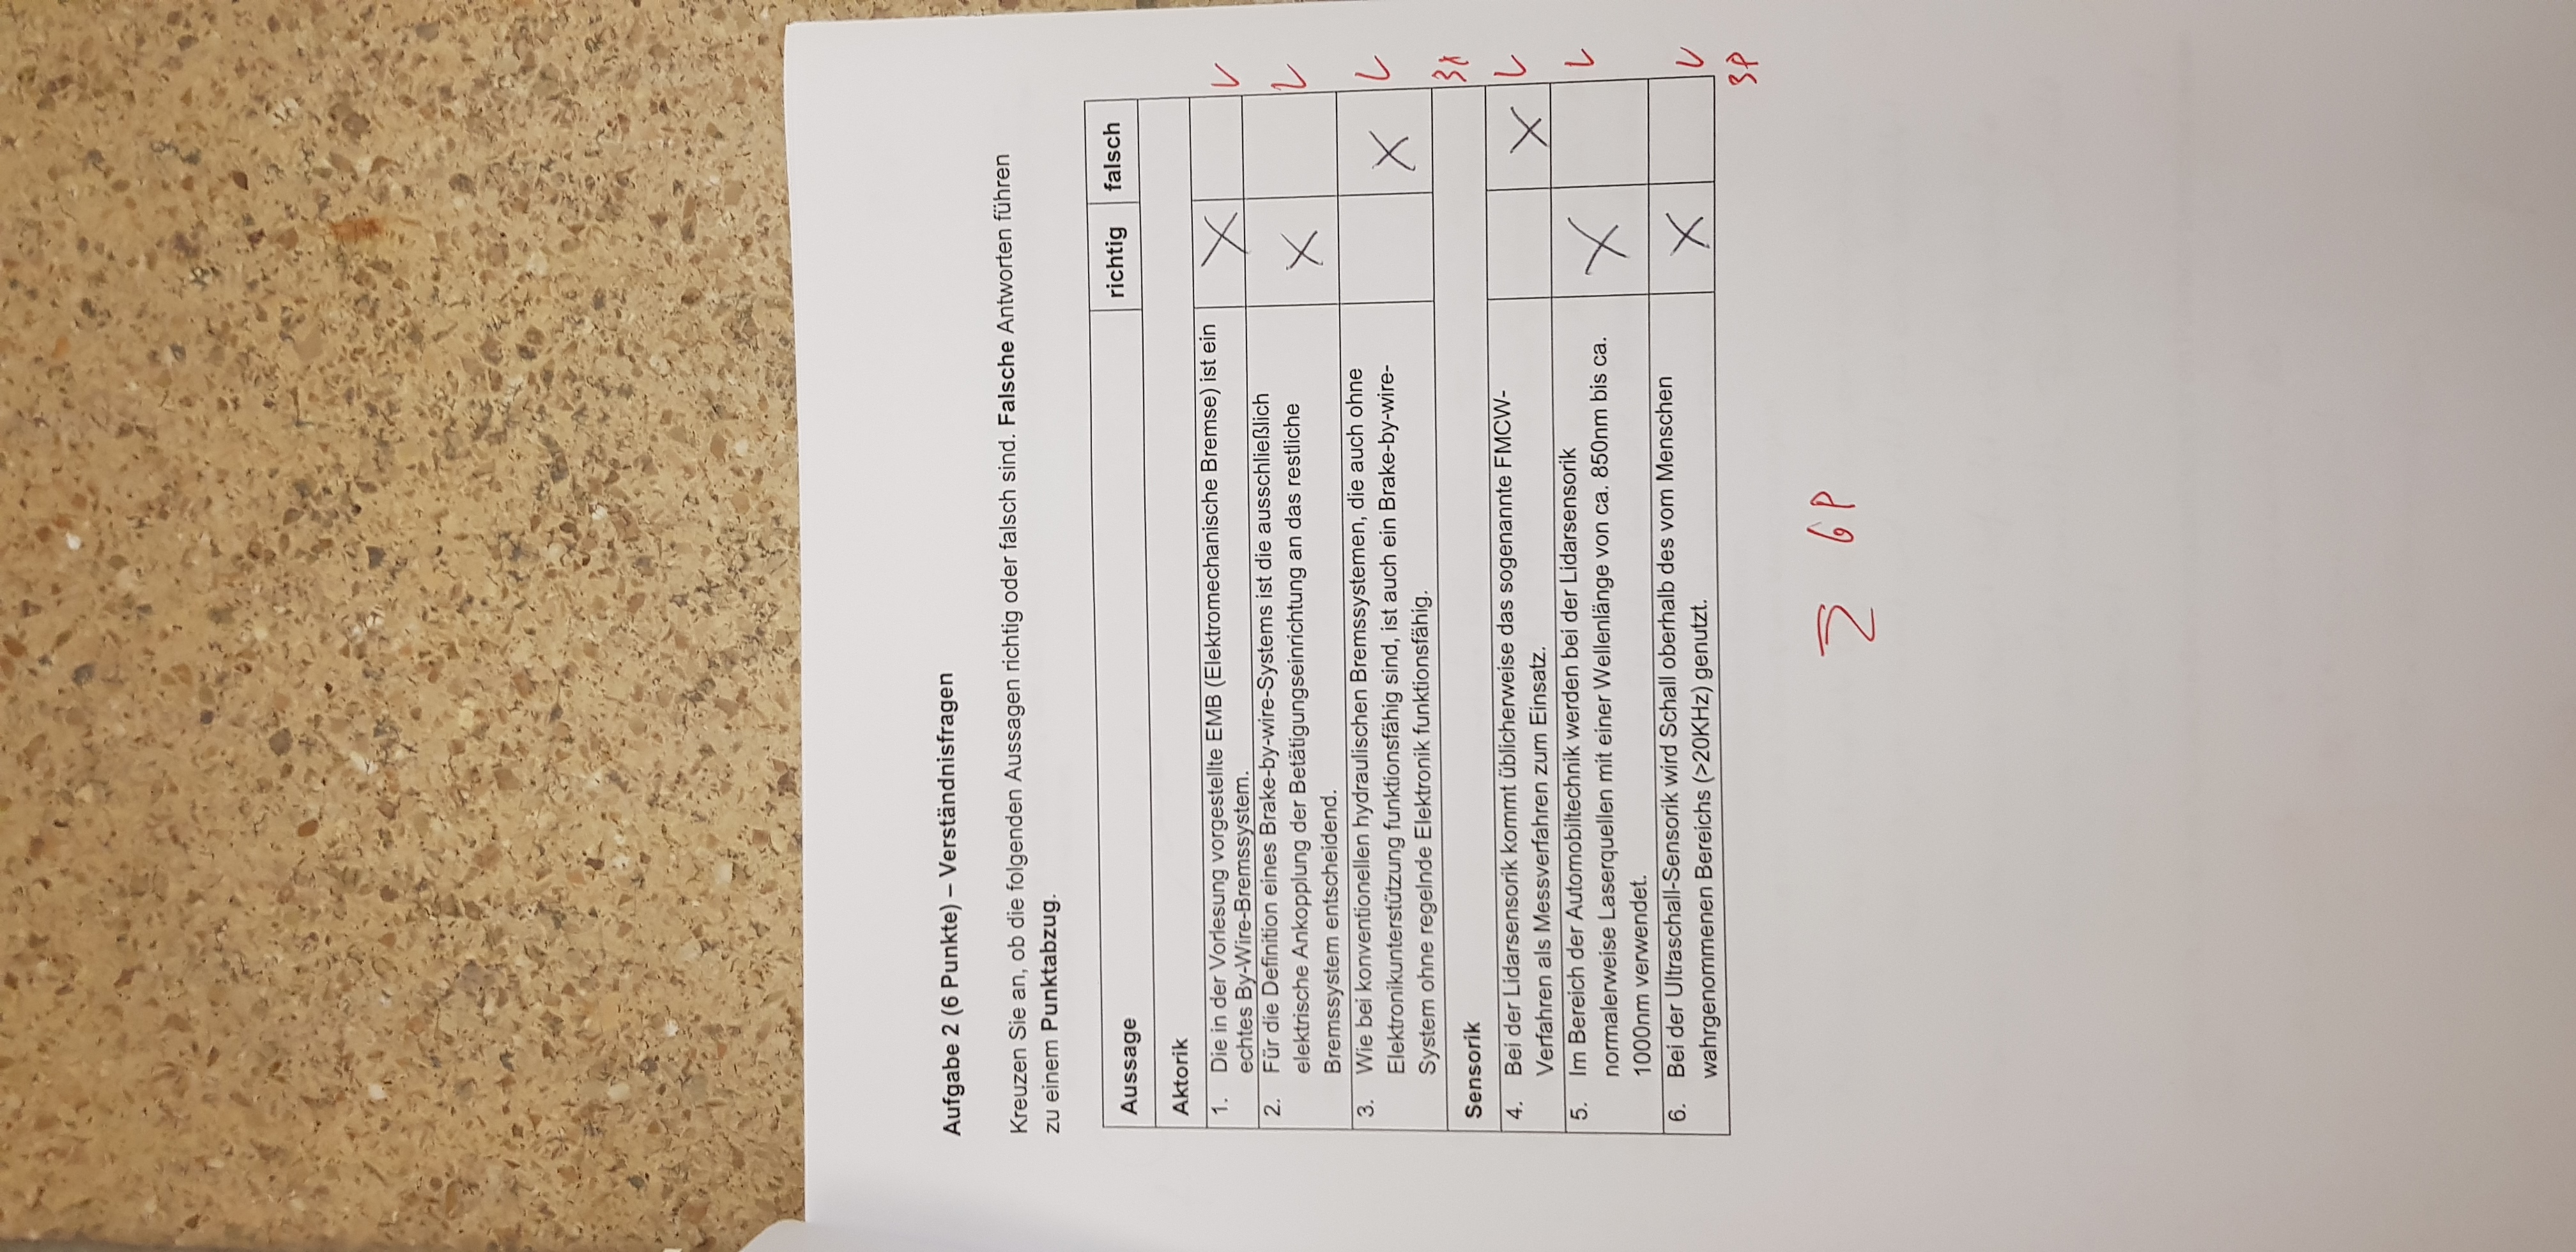 Aufgabe 2 (6 Punkte) – Verständnisfragen
Kreuzen Sie an, ob die folgenden Aussagen richtig oder falsch sind. Falsche Antworten führen
zu einem Punktabzug.
Aussage richtig falsch
Aktorik
1. Die in der Vorlesung vorgestellte EMB (Elektromechanische Bremse) ist ein
echtes By-Wire-Bremssystem.
2. Für die Definition eines Brake-by-wire-Systems ist die ausschließlich
elektrische Ankopplung der Betätigungseinrichtung an das restliche
Bremssystem entscheidend.
3. Wie bei konventionellen hydraulischen Bremssystemen, die auch ohne
Elektronikunterstützung funktionsfähig sind, ist auch ein Brake-by-wire-
System ohne regelnde Elektronik funktionsfähig.
Sensorik
4. Bei der Lidarsensorik kommt üblicherweise das sogenannte FMCW-
Verfahren als Messverfahren zum Einsatz.
5. Im Bereich der Automobiltechnik werden bei der Lidarsensorik
normalerweise Laserquellen mit einer Wellenlänge von ca. 850nm bis ca.
1000nm verwendet.
6. Bei der Ultraschall-Sensorik wird Schall oberhalb des vom Menschen
wahrgenommenen Bereichs (>20KHz) genutzt.
3P
Σ 6P